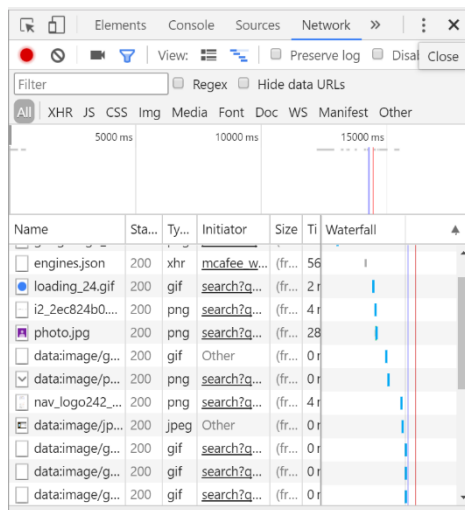 Elements Console Sources Network »
View: Preserve log Disal Close
Filter Regex Hide data URLs
All XHR JS CSS Img Media Font Doc WS Manifest Other
5000 ms 10000 ms 15000 ms
Name Sta... Ty... Initiator Size Ti Waterfall
engines.json 200 xhr mcafee_w... (fr... 56
loading_24.gif 200 gif search?q... (fr... 2 r
i2_2ec824b0.... 200 png search?q... (fr... 4 r
photo.jpg 200 png search?q... (fr... 28
data:image/g... 200 gif Other (fr... 0 r
data:image/p... 200 png search?q... (fr... 0 r
nav_logo242_... 200 png search?q... (fr... 4 r
data:image/jp... 200 jpeg Other (fr... 0 r
data:image/g... 200 gif search?q... (fr... 0 r
data:image/g... 200 gif search?q... (fr... 0 r
data:image/g... 200 gif search?q... (fr... 0 r